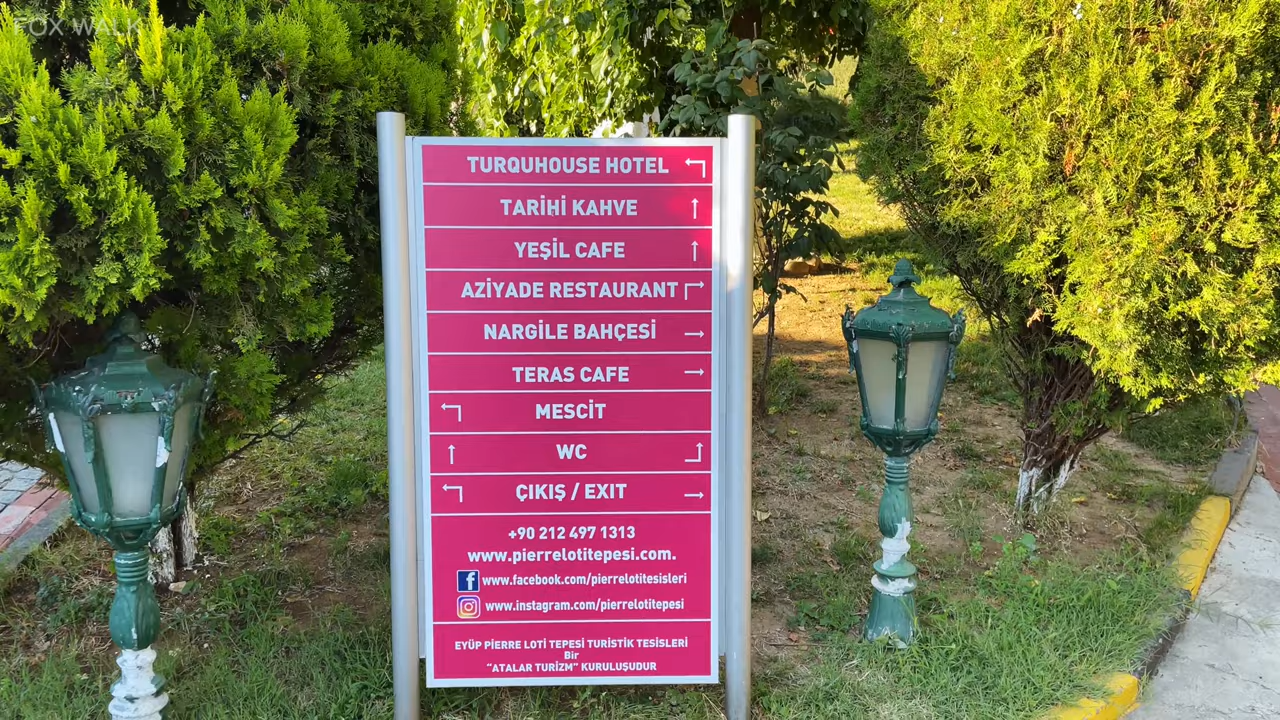 FOX WALK
TURQUHOUSE HOTEL
TARİHİ KAHVE
YEŞİL CAFE
AZİYADE RESTAURANT
NARGİLE BAHÇESİ
TERAS CAFE
MESCİT
WC
ÇIKIŞ / EXIT
+90 212 497 1313
www.pierrelotitepesi.com.
www.facebook.com/pierrelotitesisleri
www.instagram.com/pierrelotitepesi
EYÜP PİERRE LOTİ TEPESİ TURİSTİK TESİSLERİ
Bir
“ATALAR TURİZM” KURULUŞUDUR